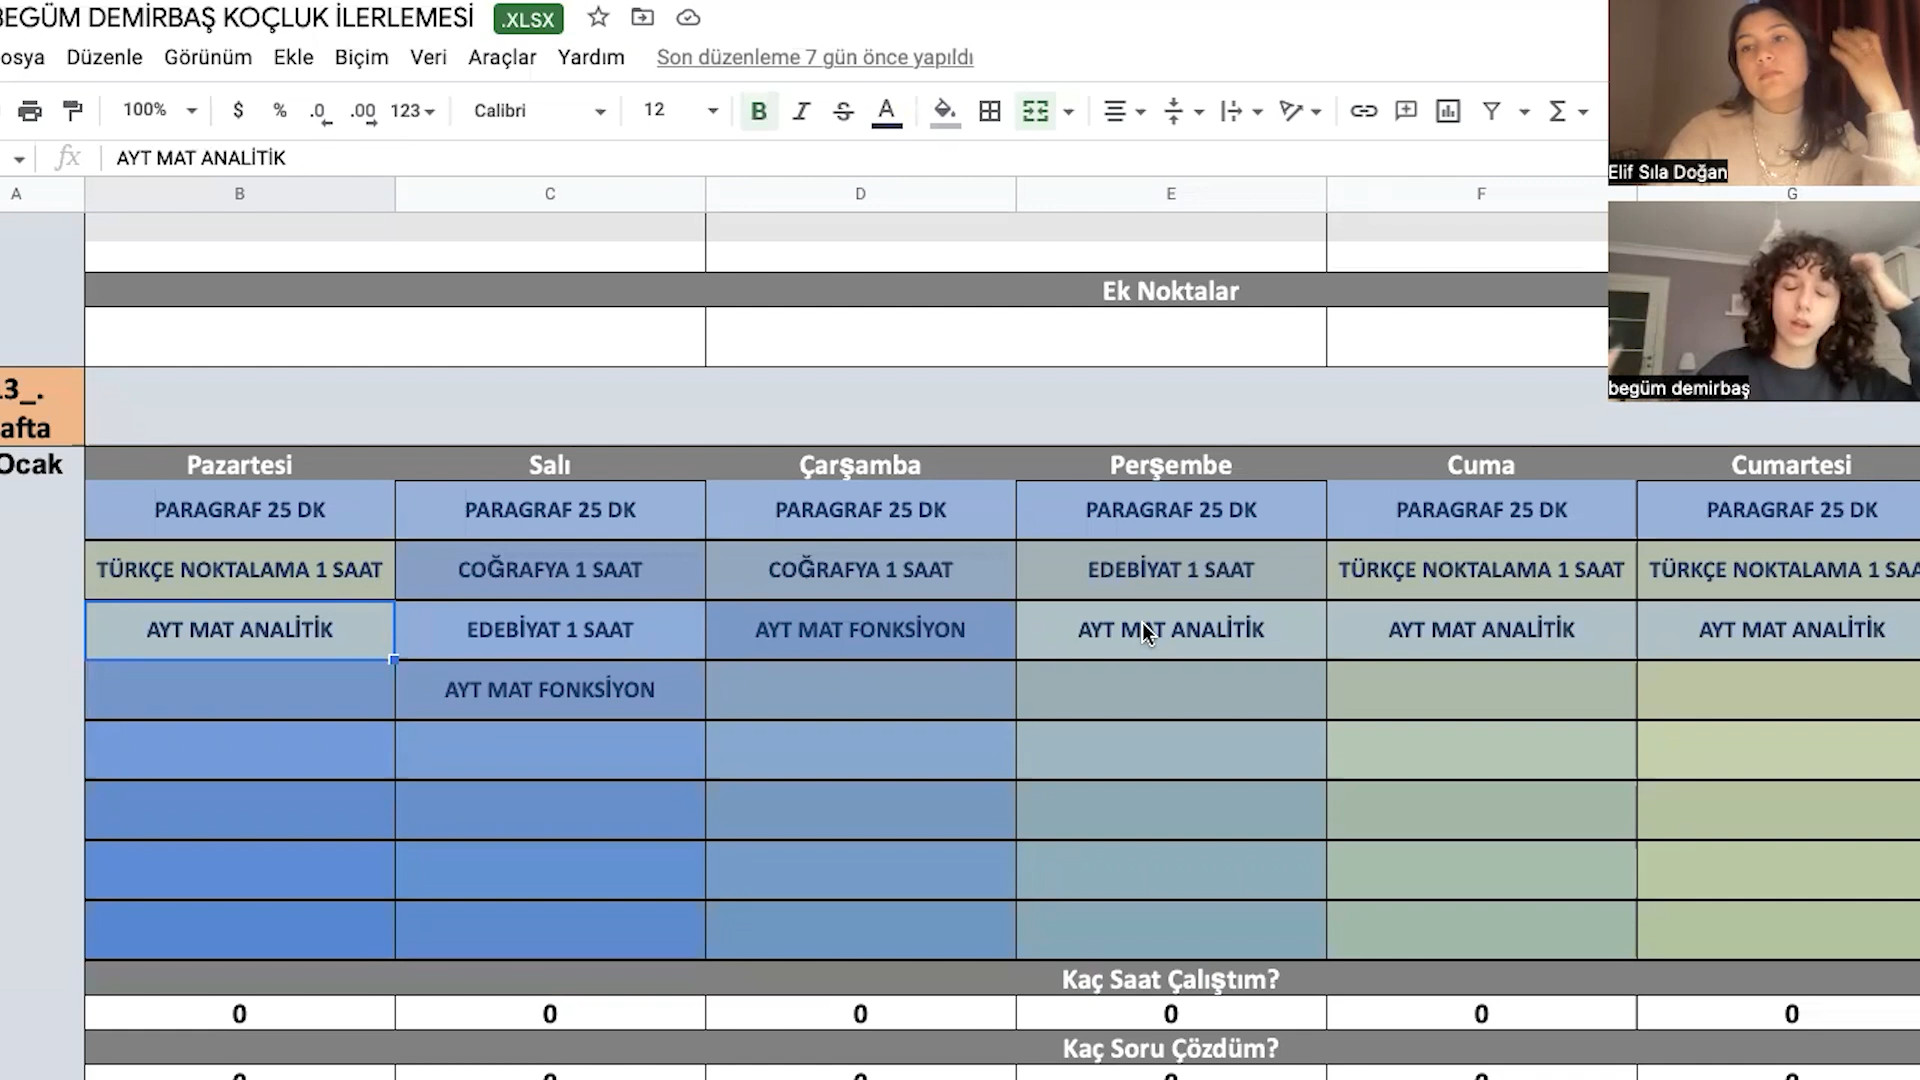 BEGÜM DEMİRBAŞ KOÇLUK İLERLEMESİ .XLSX
osya Düzenle Görünüm Ekle Biçim Veri Araçlar Yardım Son düzenleme 7 gün önce yapıldı
100% $ % .0 .00 123 Calibri 12 B I S A
fx AYT MAT ANALİTİK
Elif Sıla Doğan
A B C D E F G
Ek Noktalar
begüm demirbaş
3_.
afta
Ocak Pazartesi Salı Çarşamba Perşembe Cuma Cumartesi
PARAGRAF 25 DK PARAGRAF 25 DK PARAGRAF 25 DK PARAGRAF 25 DK PARAGRAF 25 DK PARAGRAF 25 DK
TÜRKÇE NOKTALAMA 1 SAAT COĞRAFYA 1 SAAT COĞRAFYA 1 SAAT EDEBİYAT 1 SAAT TÜRKÇE NOKTALAMA 1 SAAT TÜRKÇE NOKTALAMA 1 SAA
AYT MAT ANALİTİK EDEBİYAT 1 SAAT AYT MAT FONKSİYON AYT MAT ANALİTİK AYT MAT ANALİTİK AYT MAT ANALİTİK
AYT MAT FONKSİYON
Kaç Saat Çalıştım?
0 0 0 0 0 0
Kaç Soru Çözdüm?